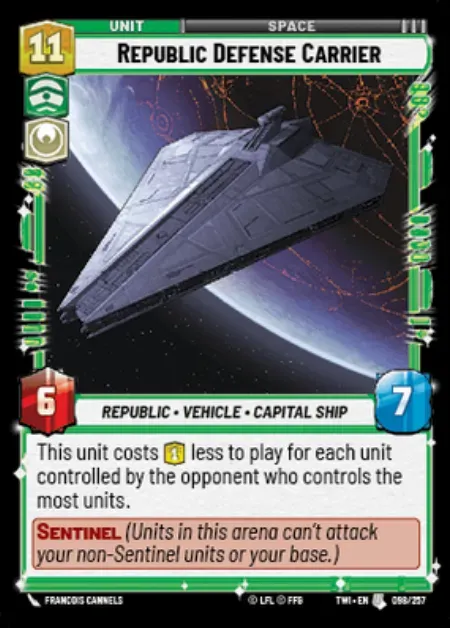 UNIT SPACE
11 REPUBLIC DEFENSE CARRIER
6 REPUBLIC • VEHICLE • CAPITAL SHIP 7
This unit costs 1 less to play for each unit
controlled by the opponent who controls the
most units.
SENTINEL (Units in this arena can't attack
your non-Sentinel units or your base.)
FRANCOIS CANNELS © LFL © FFG TWI • EN 098/257